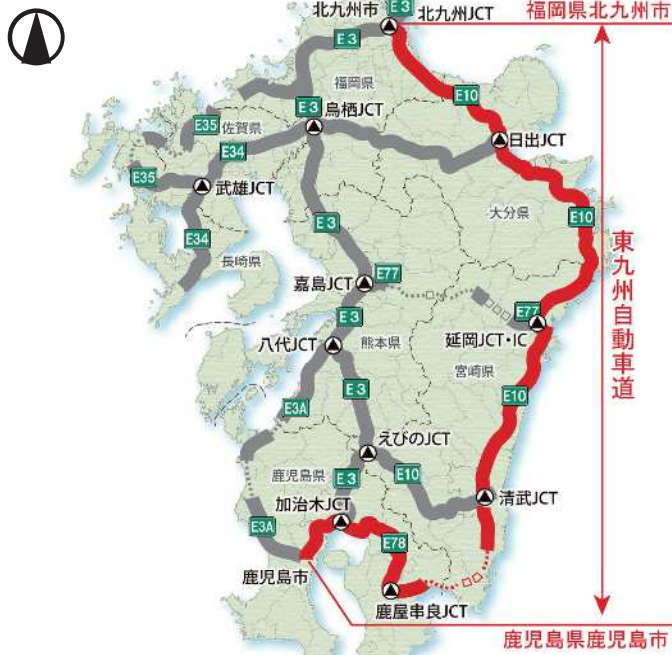 E3
北九州市
北九州JCT
福岡県北九州市
E3
福岡県
E10
E3
鳥栖JCT
E35
佐賀県
日出JCT
E34
E35
武雄JCT
大分県
E10
E3
E34
長崎県
東九州自動車道
嘉島JCT
E77
E3
E77
八代JCT
熊本県
延岡JCT・IC
宮崎県
E3
E10
E3A
えびのJCT
鹿児島県
E3
E10
清武JCT
加治木JCT
E3A
E78
鹿児島市
鹿屋串良JCT
鹿児島県鹿児島市